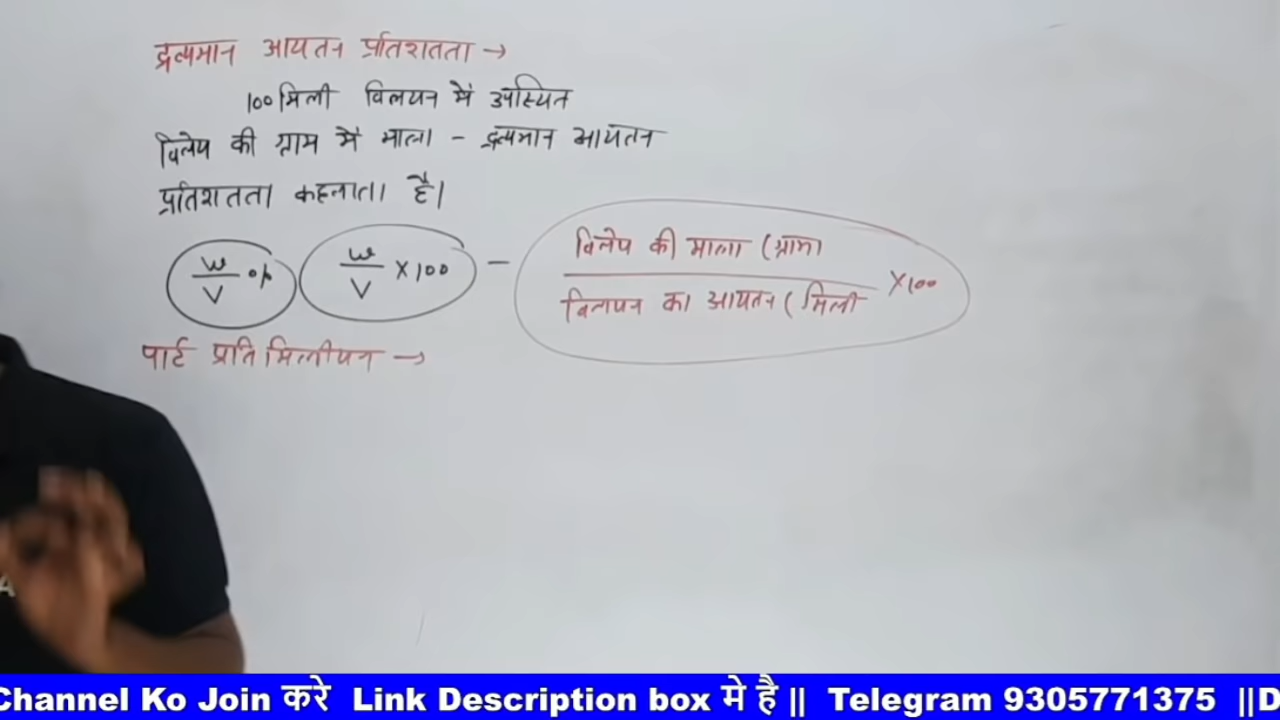 द्रव्यमान आयतन प्रतिशतता →
100 मिली विलयन में उपस्थित
विलेय की ग्राम में मात्रा - द्रव्यमान आयतन
प्रतिशतता कहलाता है।
w/V % w/V × 100 - विलेय की मात्रा (ग्राम) / विलयन का आयतन (मिली × 100
पार्ट प्रति मिलीयन →
Channel Ko Join करे Link Description box मे है || Telegram 9305771375 ||D